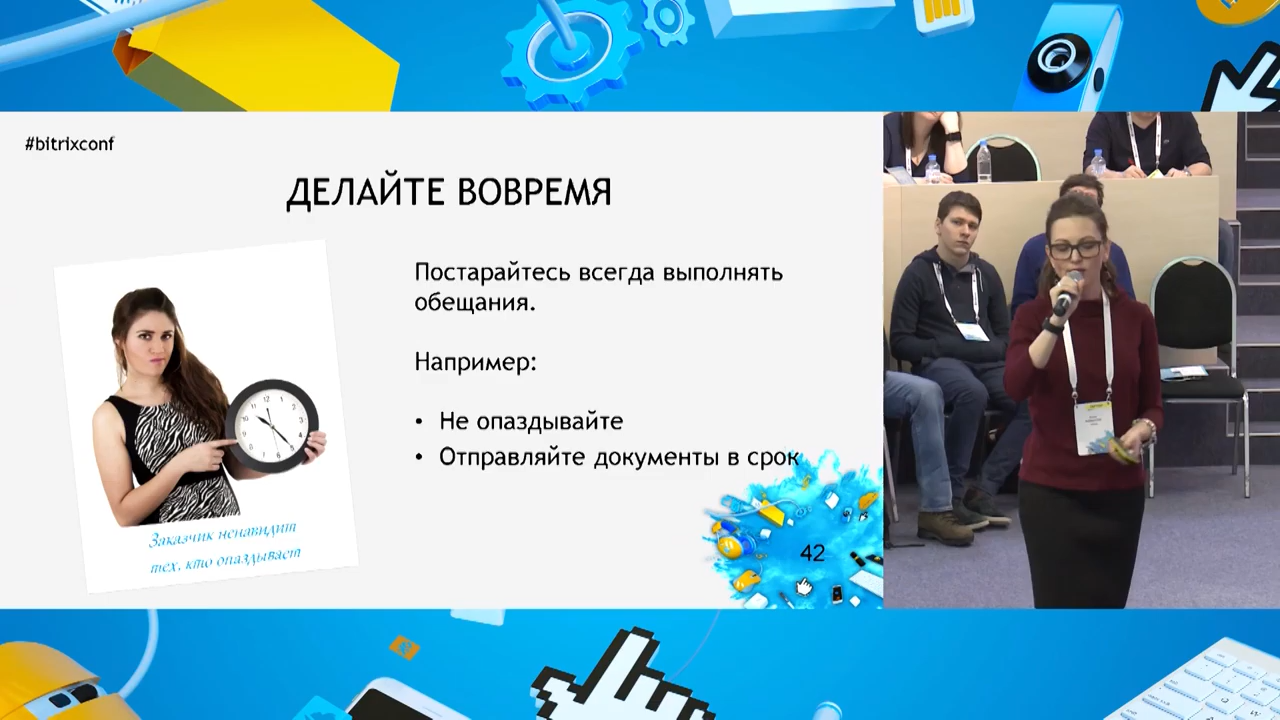 #bitrixconf
ДЕЛАЙТЕ ВОВРЕМЯ
Постарайтесь всегда выполнять
обещания.
Например:
• Не опаздывайте
• Отправляйте документы в срок
Заказчик ненавидит
тех, кто опаздывает
42